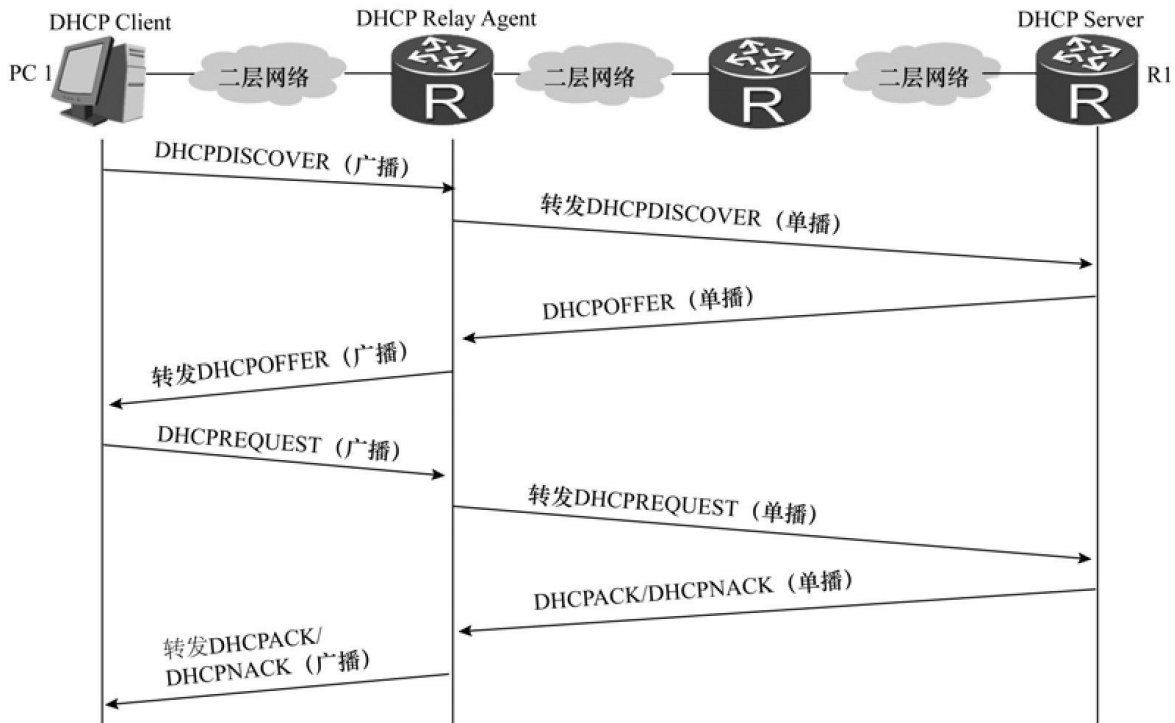 DHCP Client
DHCP Relay Agent
DHCP Server
PC 1
二层网络
R
二层网络
R
二层网络
R
R1
DHCPDISCOVER（广播）
转发DHCPDISCOVER（单播）
DHCPOFFER（单播）
转发DHCPOFFER（广播）
DHCPREQUEST（广播）
转发DHCPREQUEST（单播）
DHCPACK/DHCPNACK（单播）
转发DHCPACK/
DHCPNACK（广播）